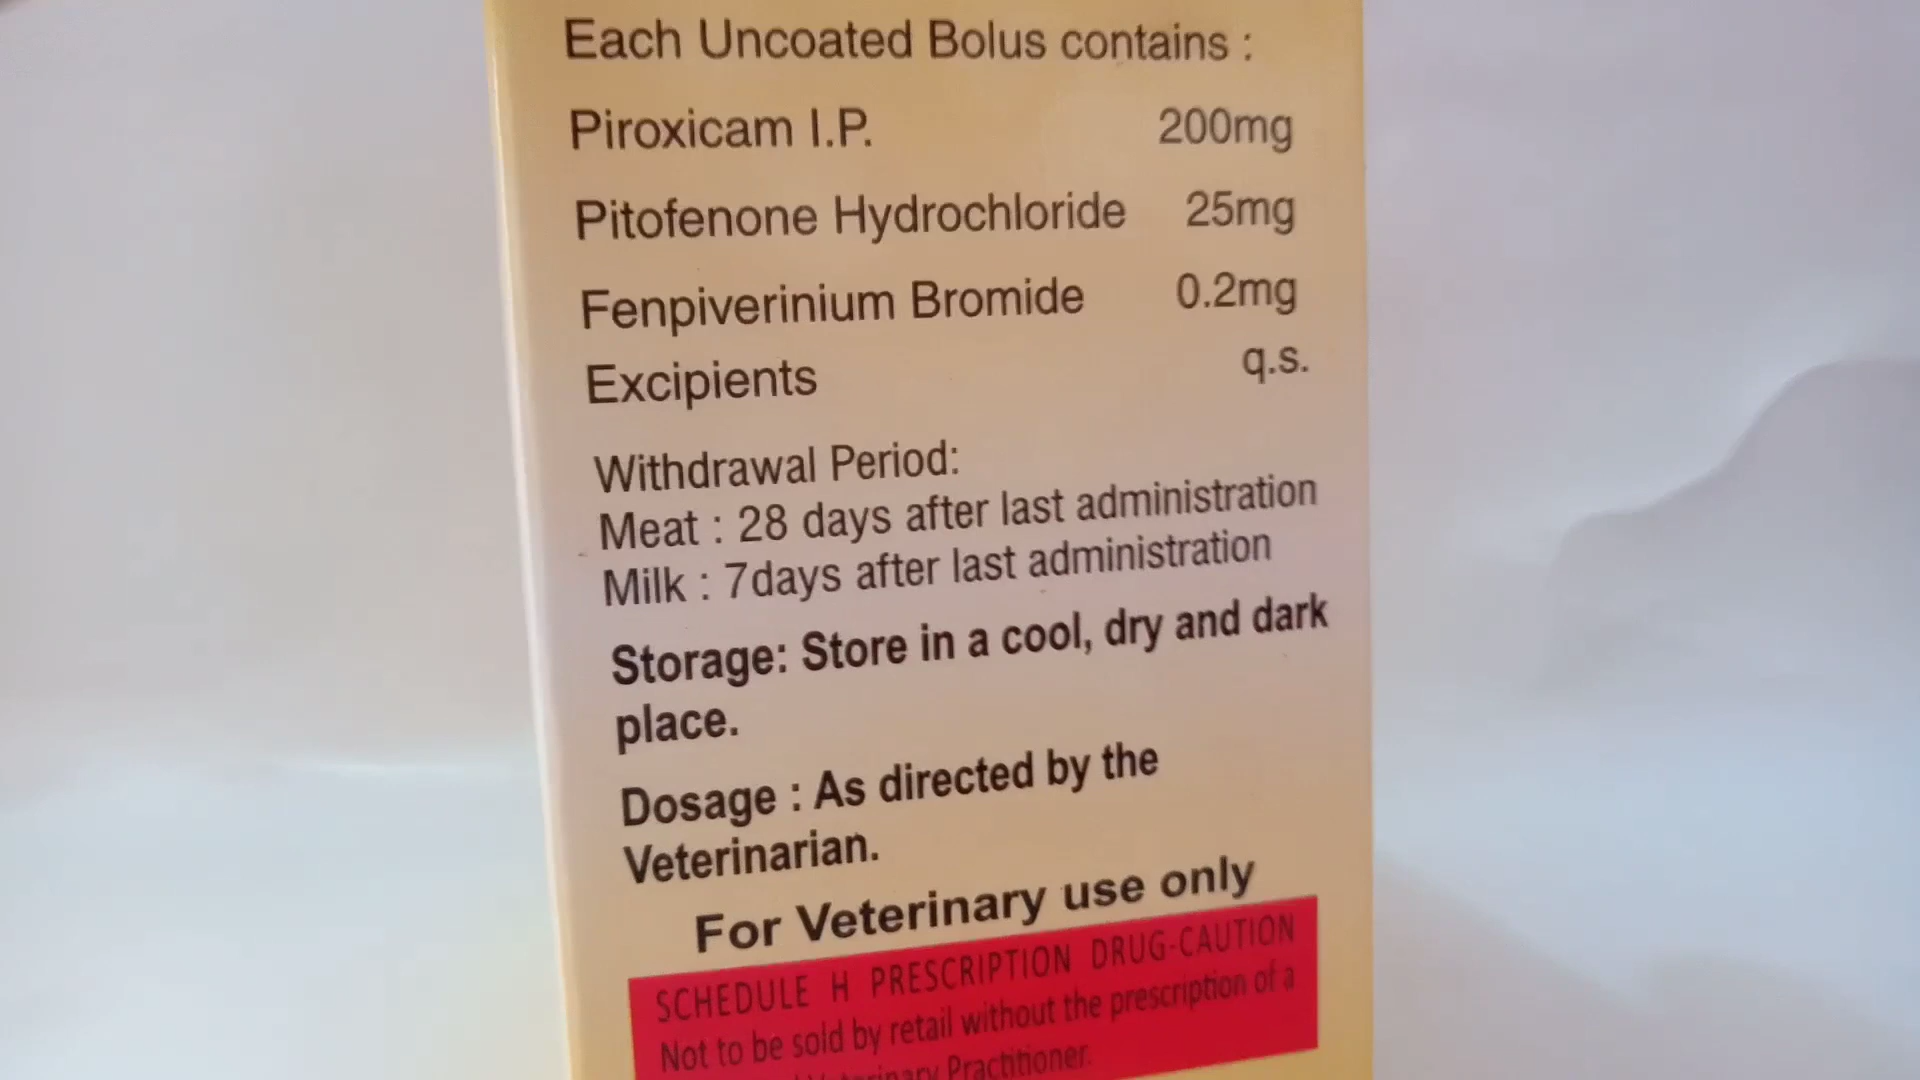 Each Uncoated Bolus contains :
Piroxicam I.P. 200mg
Pitofenone Hydrochloride 25mg
Fenpiverinium Bromide 0.2mg
Excipients q.s.
Withdrawal Period:
Meat : 28 days after last administration
Milk : 7days after last administration
Storage: Store in a cool, dry and dark
place.
Dosage : As directed by the
Veterinarian.
For Veterinary use only
SCHEDULE H PRESCRIPTION DRUG-CAUTION
Not to be sold by retail without the prescription of a
Veterinary Practitioner.